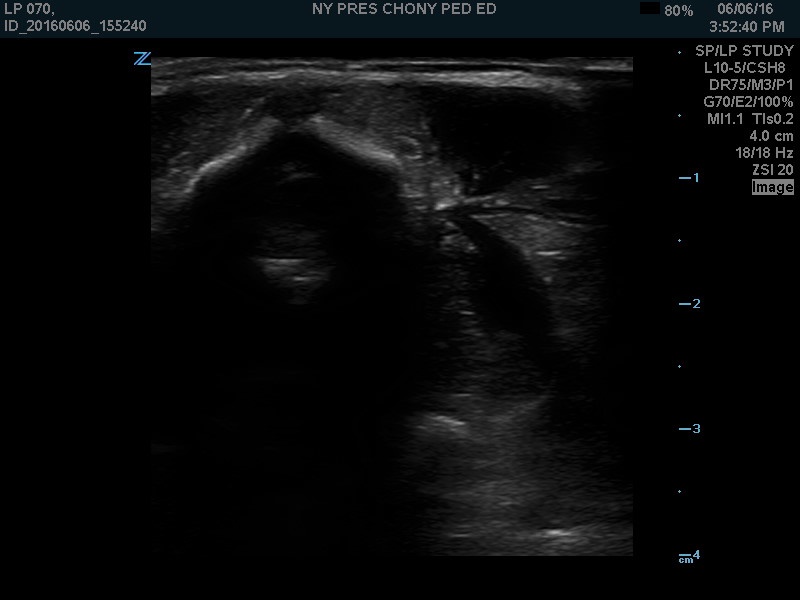 LP 070,
ID_20160606_155240
NY PRES CHONY PED ED
80%
06/06/16
3:52:40 PM
SP/LP STUDY
L10-5/CSH8
DR75/M3/P1
G70/E2/100%
MI1.1 TIs0.2
4.0 cm
18/18 Hz
ZSI 20
Image
Z
1
2
3
4
cm